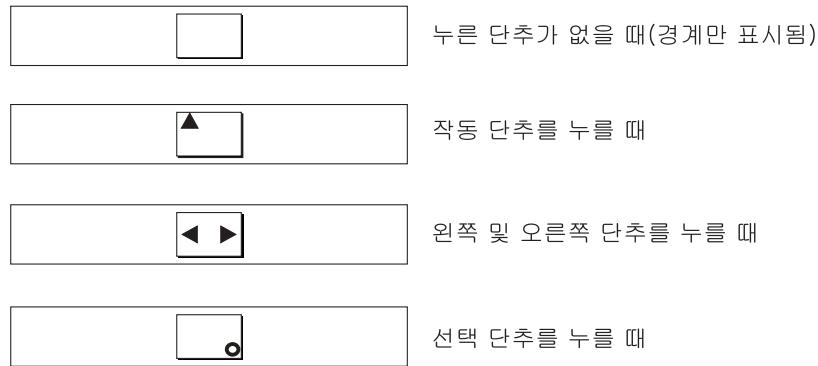 누른 단추가 없을 때(경계만 표시됨)
작동 단추를 누를 때
왼쪽 및 오른쪽 단추를 누를 때
선택 단추를 누를 때